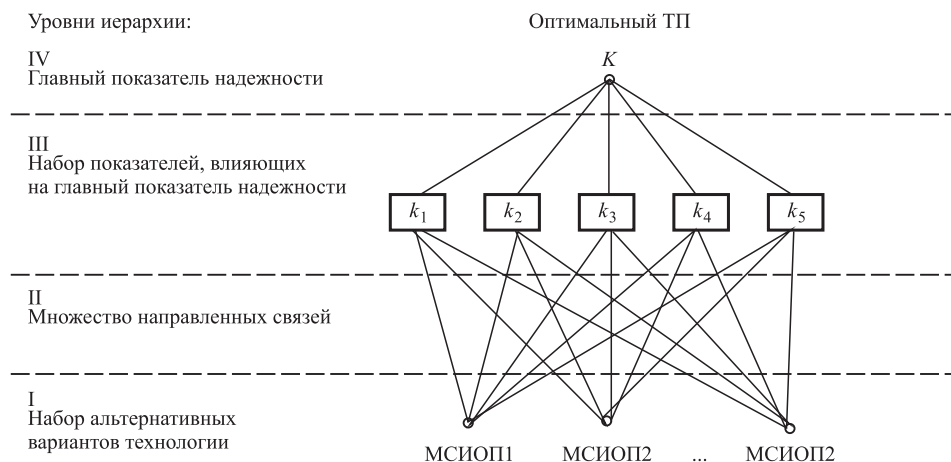 Уровни иерархии:
Оптимальный ТП
IV
Главный показатель надежности
K
III
Набор показателей, влияющих
на главный показатель надежности
k1 k2 k3 k4 k5
II
Множество направленных связей
I
Набор альтернативных
вариантов технологии
МСИОП1 МСИОП2 ... МСИОП2